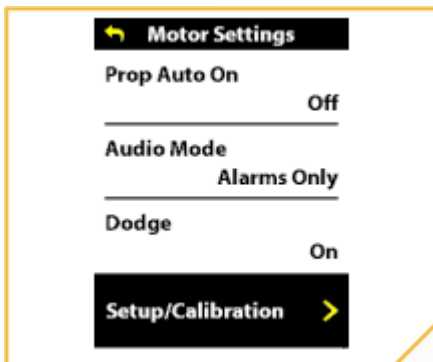 Motor Settings
Prop Auto On
Off
Audio Mode
Alarms Only
Dodge
On
Setup/Calibration